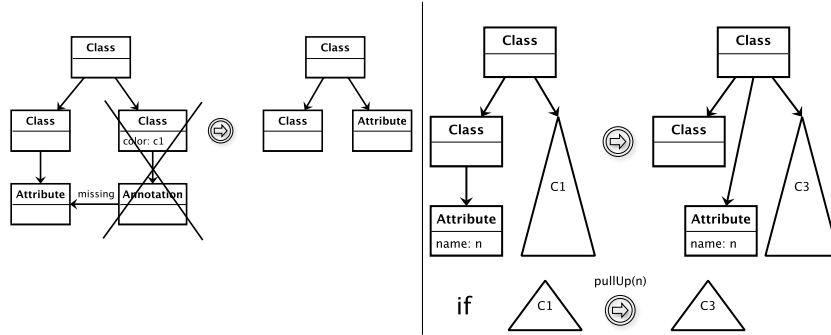 Class
Class
Class
color: c1
Attribute
missing
Annotation
Class
Class
Attribute
Class
Class
C1
Attribute
name: n
Class
Class
C3
Attribute
name: n
if
C1
pullUp(n)
C3